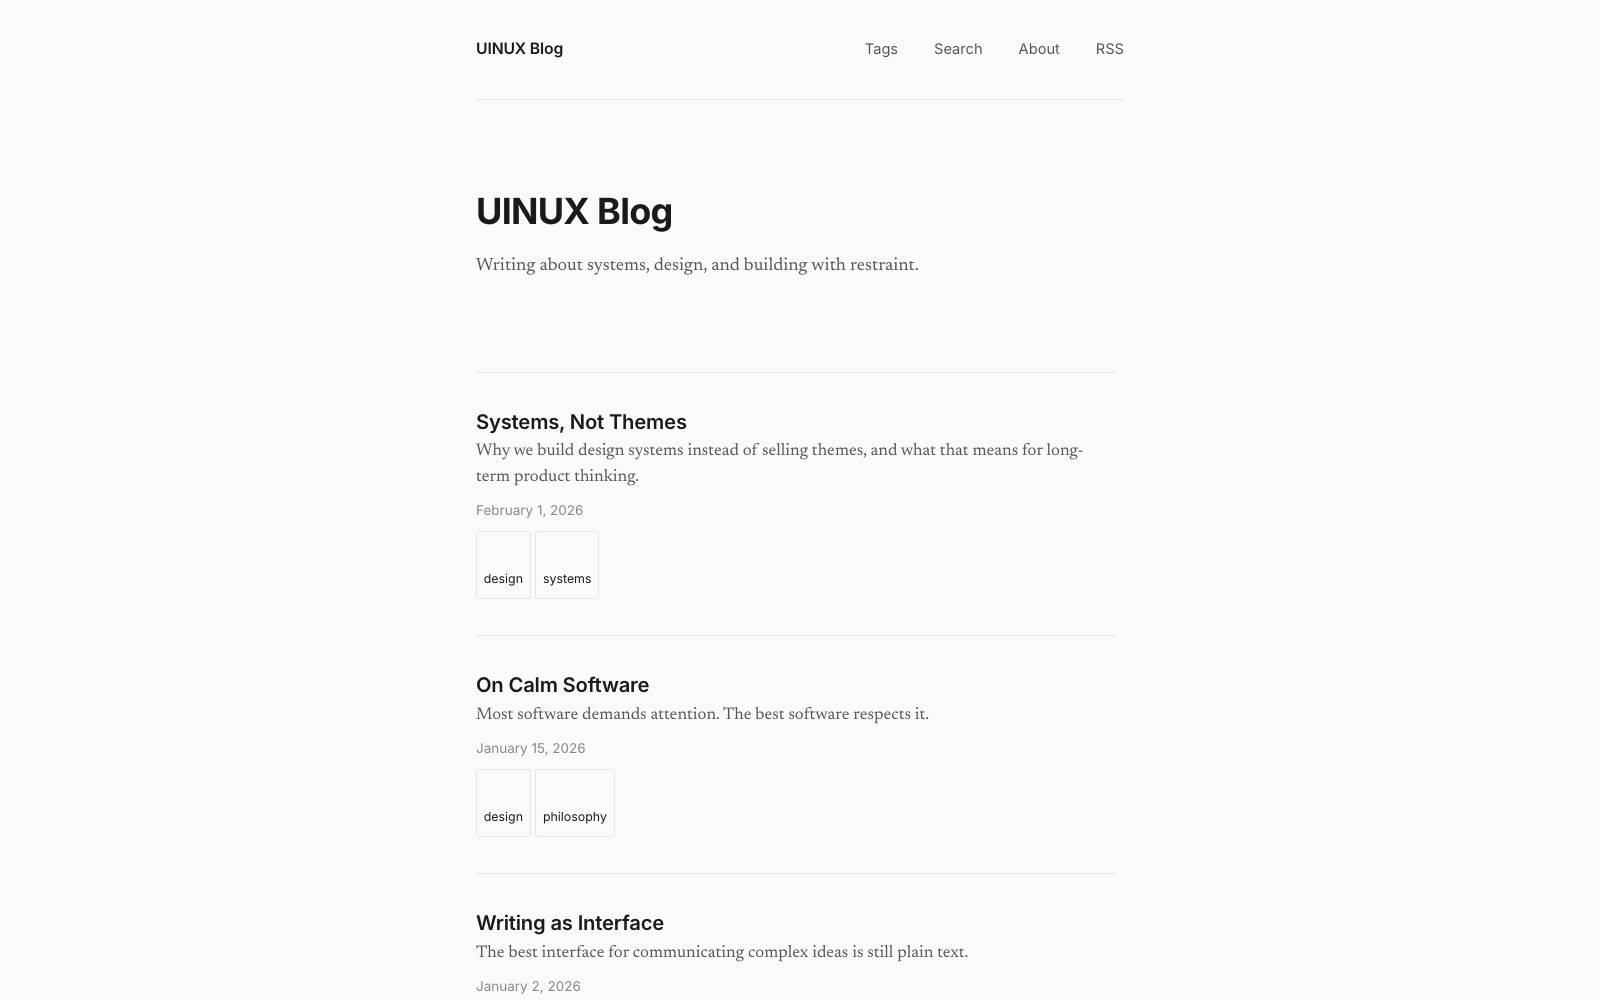 UINUX Blog
Tags Search About RSS
UINUX Blog
Writing about systems, design, and building with restraint.
Systems, Not Themes
Why we build design systems instead of selling themes, and what that means for long-
term product thinking.
February 1, 2026
design systems
On Calm Software
Most software demands attention. The best software respects it.
January 15, 2026
design philosophy
Writing as Interface
The best interface for communicating complex ideas is still plain text.
January 2, 2026